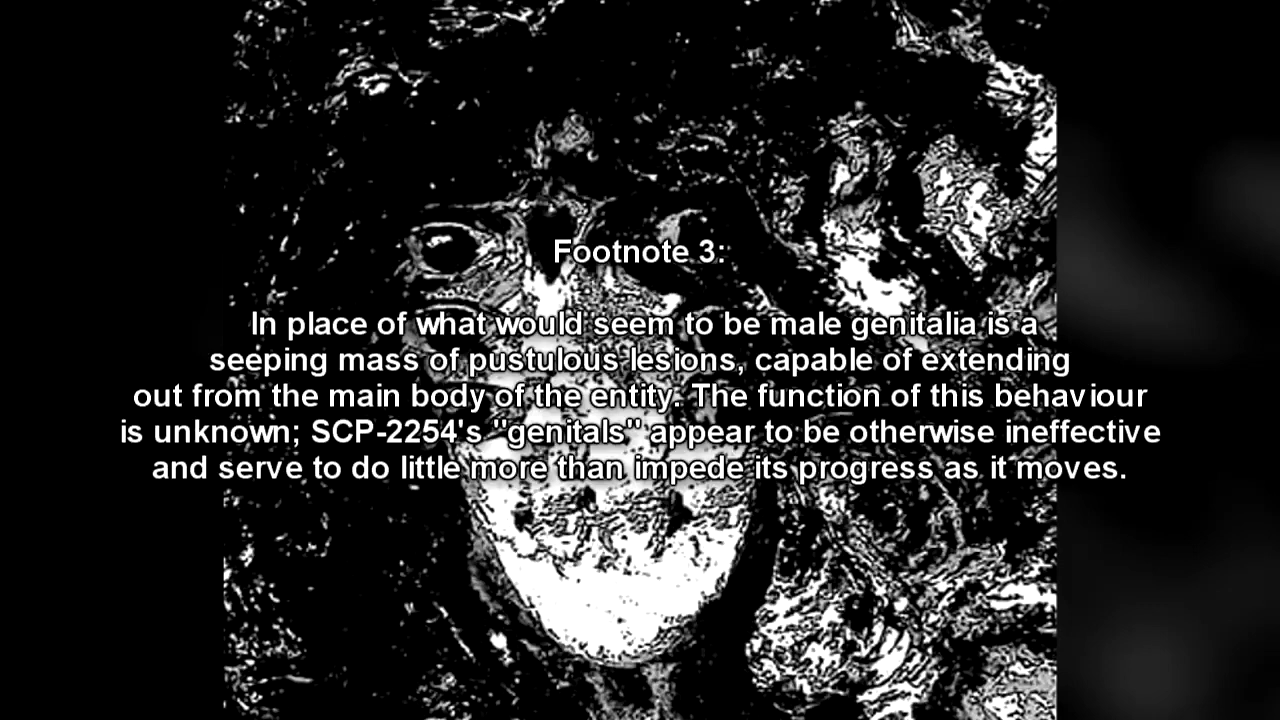 Footnote 3:
In place of what would seem to be male genitalia is a
seeping mass of pustulous lesions, capable of extending
out from the main body of the entity. The function of this behaviour
is unknown; SCP-2254's "genitals" appear to be otherwise ineffective
and serve to do little more than impede its progress as it moves.